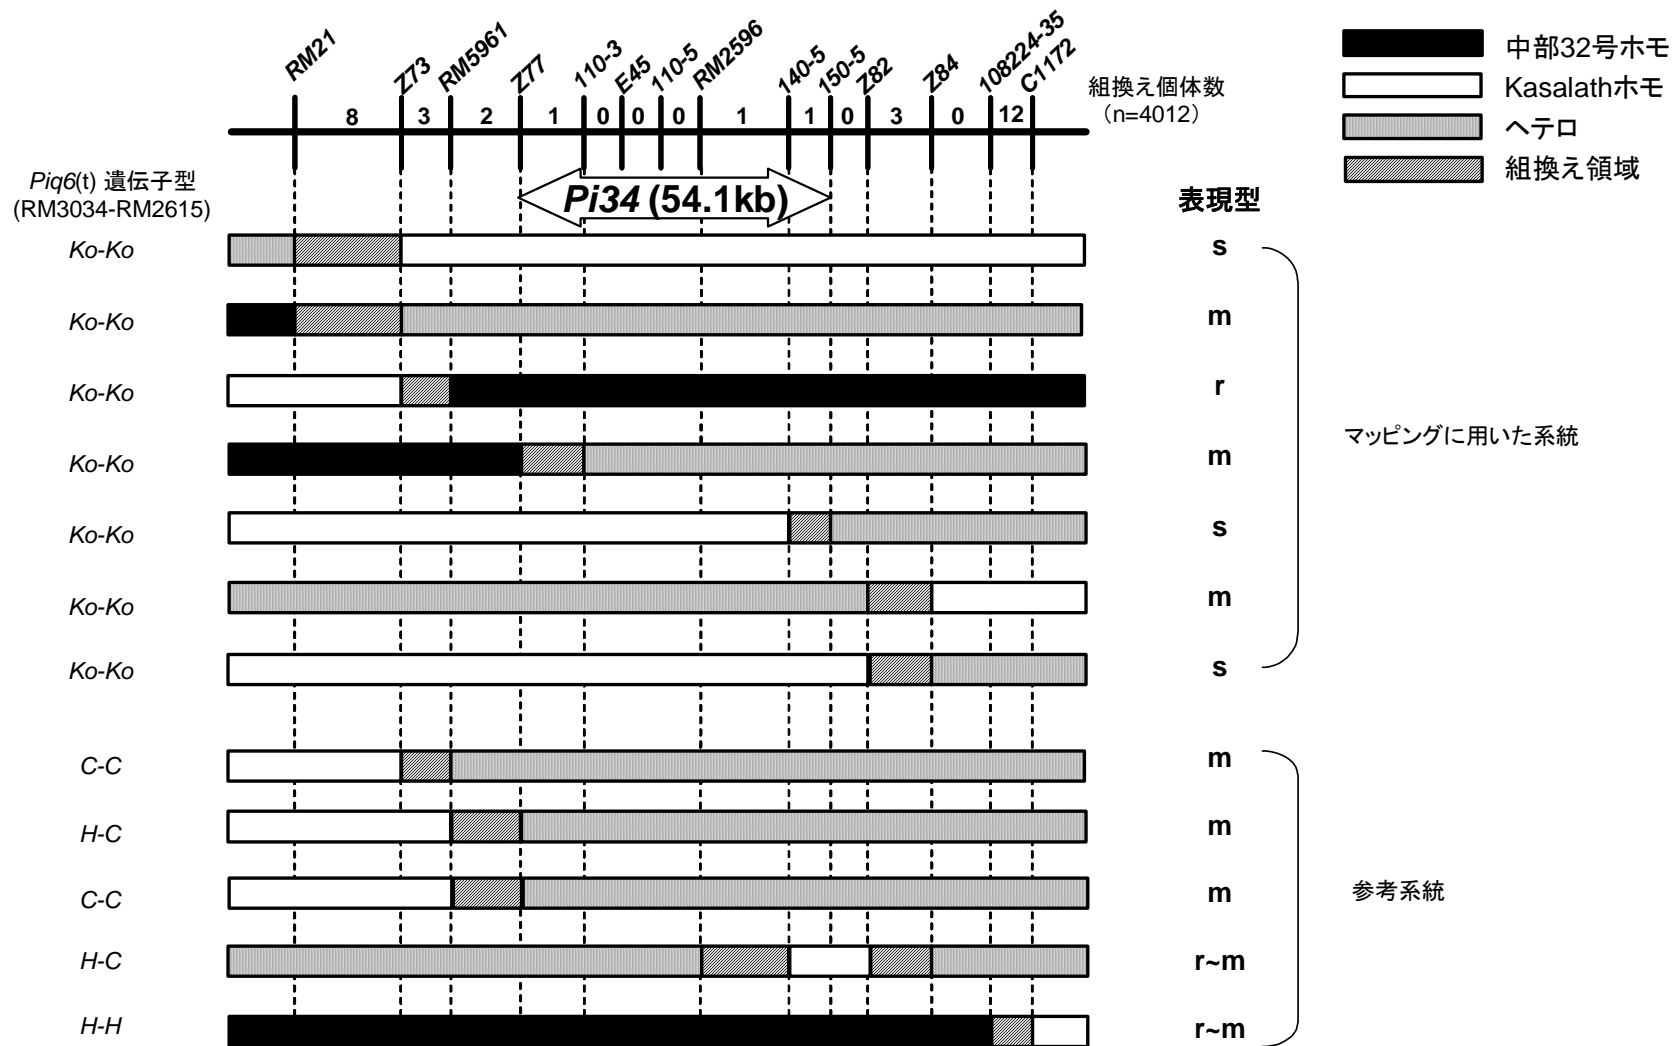 RM21
Z73
RM5961
Z77
110-3
E45
110-5
RM2596
140-5
150-5
Z82
Z84
108224-35
C1172
8 3 2 1 0 0 0 1 1 0 3 0 12
組換え個体数
(n=4012)
中部32号ホモ
Kasalathホモ
ヘテロ
組換え領域
Piq6(t) 遺伝子型
(RM3034-RM2615)
Pi34 (54.1kb)
表現型
Ko-Ko s
Ko-Ko m
Ko-Ko r
Ko-Ko m
マッピングに用いた系統
Ko-Ko s
Ko-Ko m
Ko-Ko s
C-C m
H-C m
C-C m
参考系統
H-C r~m
H-H r~m